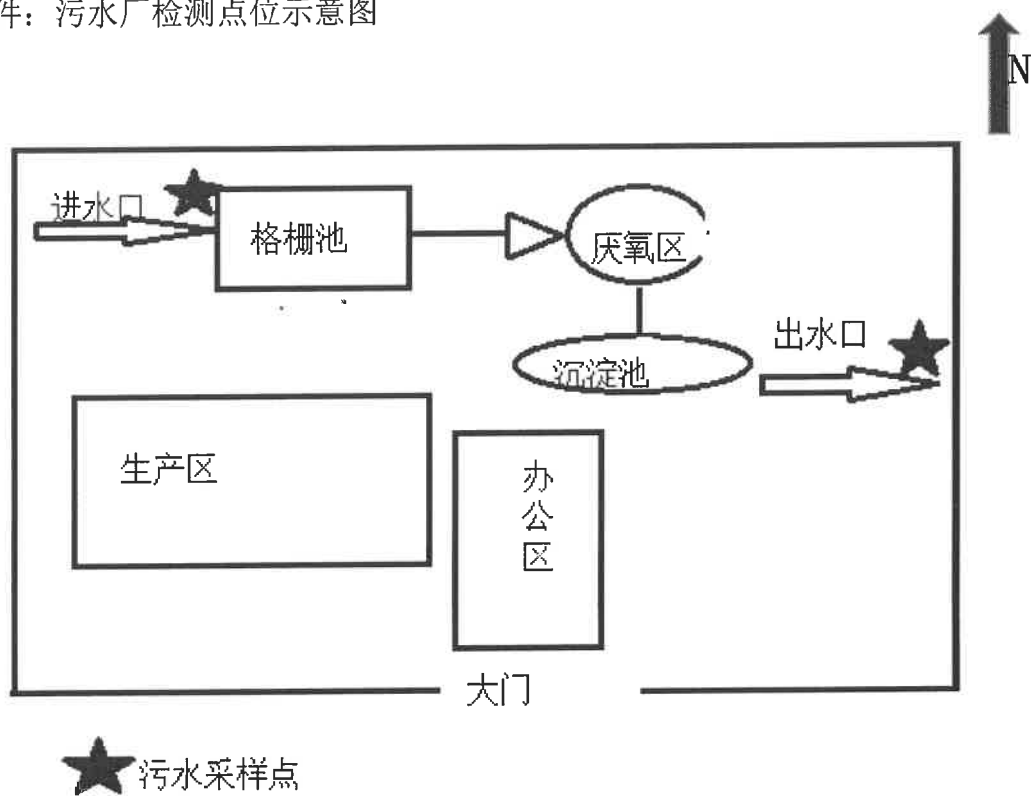 件：污水厂检测点位示意图
N
进水口
格栅池
厌氧区
出水口
沉淀池
生产区
办
公
区
大门
污水采样点